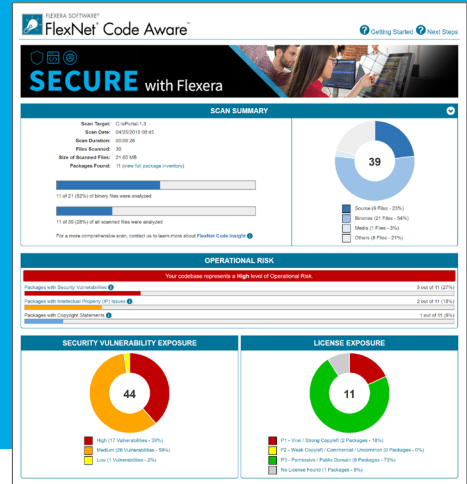 FLEXERA SOFTWARE®
FlexNet® Code Aware™
Getting Started
Next Steps
SECURE with Flexera
SCAN SUMMARY
Scan Target:
Scan Date: 04/25/2018 08:45
Scan Duration: 00:00:26
Files Scanned: 39
Size of Scanned Files: 21.65 MB
Packages Found: 11 (view full package inventory)
11 of 21 (52%) of binary files were analyzed
11 of 39 (28%) of all scanned files were analyzed
For a more comprehensive scan, contact us to learn more about FlexNet Code Insight
39
Source (9 Files - 23%)
Binaries (21 Files - 54%)
Media (1 Files - 3%)
Others (8 Files - 21%)
OPERATIONAL RISK
Your codebase represents a High level of Operational Risk.
Packages with Security Vulnerabilities
3 out of 11 (27%)
Packages with Intellectual Property (IP) Issues
2 out of 11 (18%)
Packages with Copyright Statements
1 out of 11 (9%)
SECURITY VULNERABILITY EXPOSURE
44
High (17 Vulnerabilities - 39%)
Medium (26 Vulnerabilities - 59%)
Low (1 Vulnerabilities - 2%)
LICENSE EXPOSURE
11
P1 - Viral / Strong Copyleft (2 Packages - 18%)
P2 - Weak Copyleft / Commercial / Uncommon (0 Packages - 0%)
P3 - Permissive / Public Domain (8 Packages - 73%)
No License Found (1 Packages - 9%)